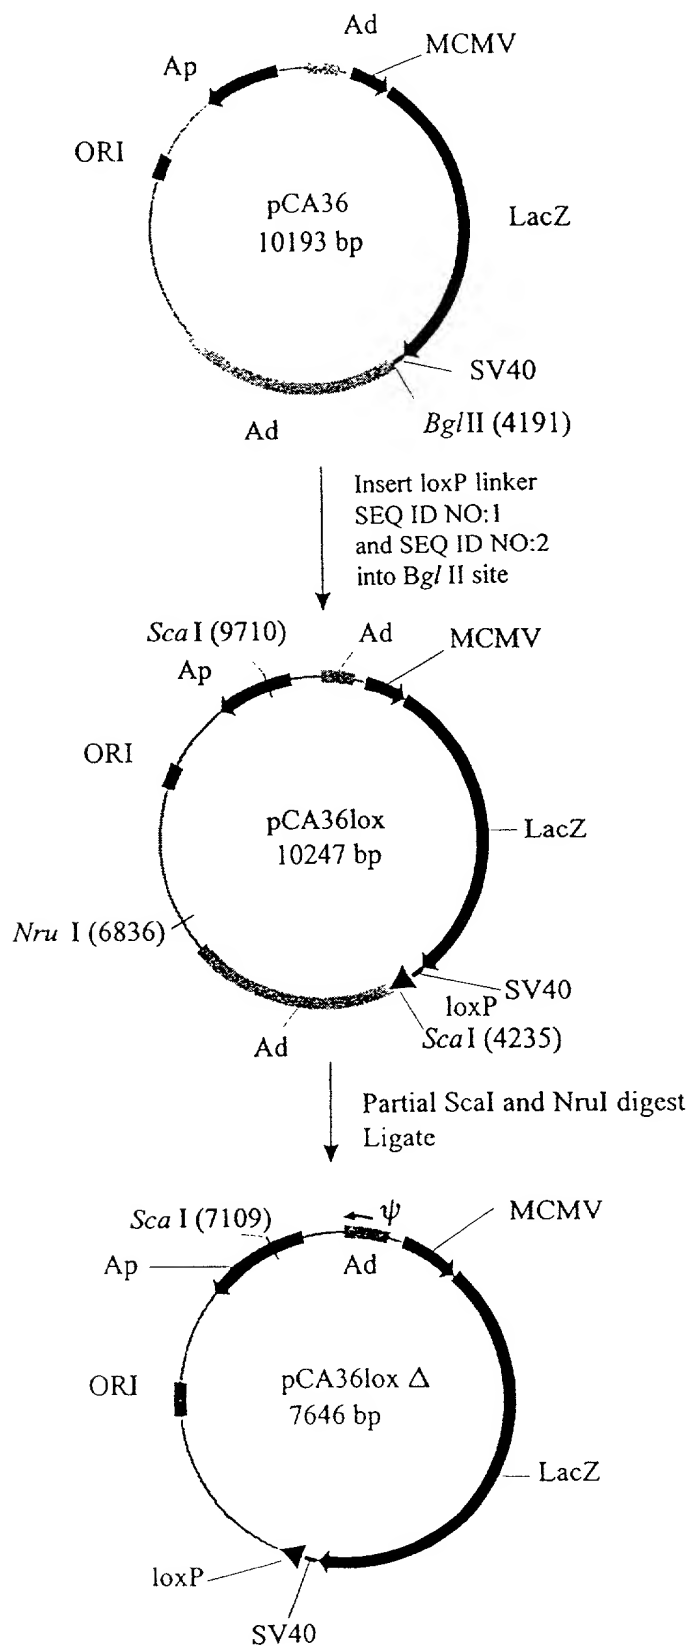 Ad
MCMV
Ap
ORI
pCA36
10193 bp
LacZ
SV40
BglII (4191)
Ad
Insert loxP linker
SEQ ID NO:1
and SEQ ID NO:2
into Bgl II site
ScaI (9710)
Ad
MCMV
Ap
ORI
pCA36lox
10247 bp
LacZ
Nru I (6836)
SV40
loxP
ScaI (4235)
Ad
Partial ScaI and NruI digest
Ligate
ScaI (7109)
ψ
MCMV
Ap
Ad
ORI
pCA36lox Δ
7646 bp
LacZ
loxP
SV40